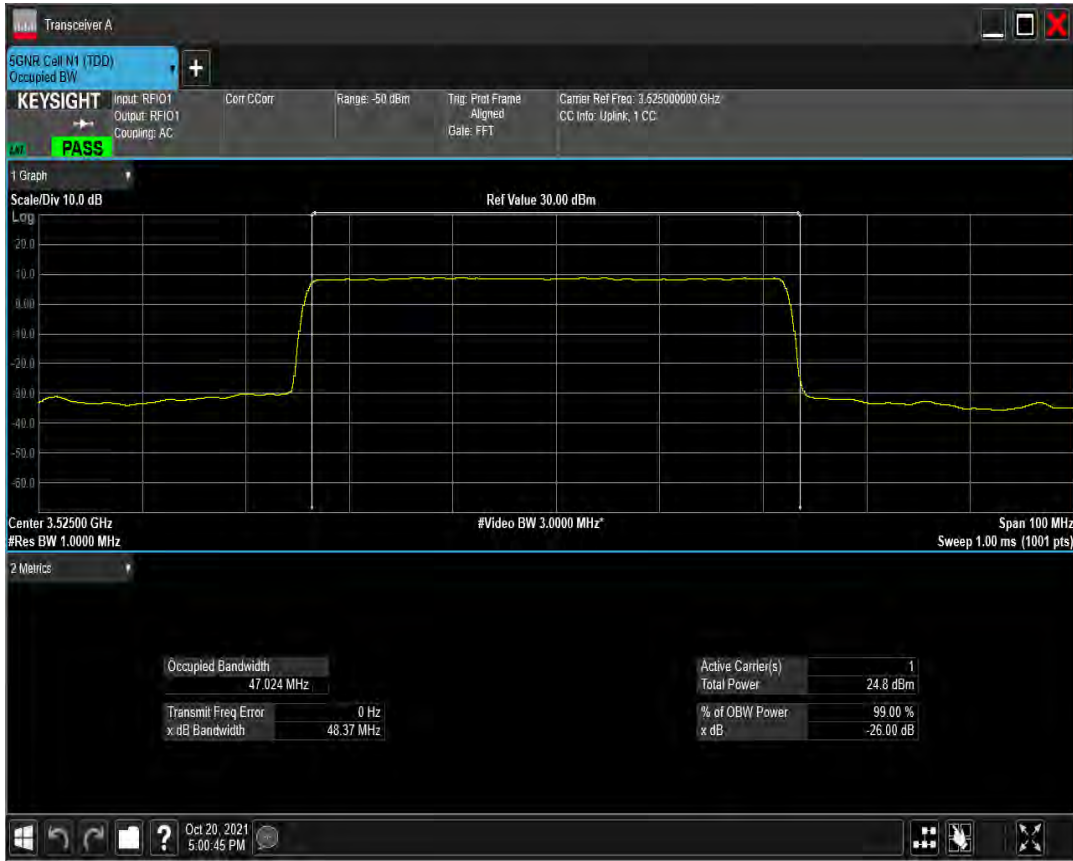 Transceiver A
5GNR Cell N1 (TDD)
Occupied BW
+
KEYSIGHT
Input: RFIO1
Output: RFIO1
Coupling: AC
Corr CCorr
Range: -50 dBm
Trig: Prot Frame
Aligned
Gate: FFT
Carrier Ref Freq: 3.525000000 GHz
CC Info: Uplink, 1 CC
PASS
1 Graph
Scale/Div 10.0 dB
Ref Value 30.00 dBm
Log
20.0
10.0
0.00
-10.0
-20.0
-30.0
-40.0
-50.0
-60.0
Center 3.52500 GHz
#Video BW 3.0000 MHz*
Span 100 MHz
#Res BW 1.0000 MHz
Sweep 1.00 ms (1001 pts)
2 Metrics
Occupied Bandwidth
47.024 MHz
Transmit Freq Error 0 Hz
x dB Bandwidth 48.37 MHz
Active Carrier(s) 1
Total Power 24.8 dBm
% of OBW Power 99.00 %
x dB -26.00 dB
?
Oct 20, 2021
5:00:45 PM